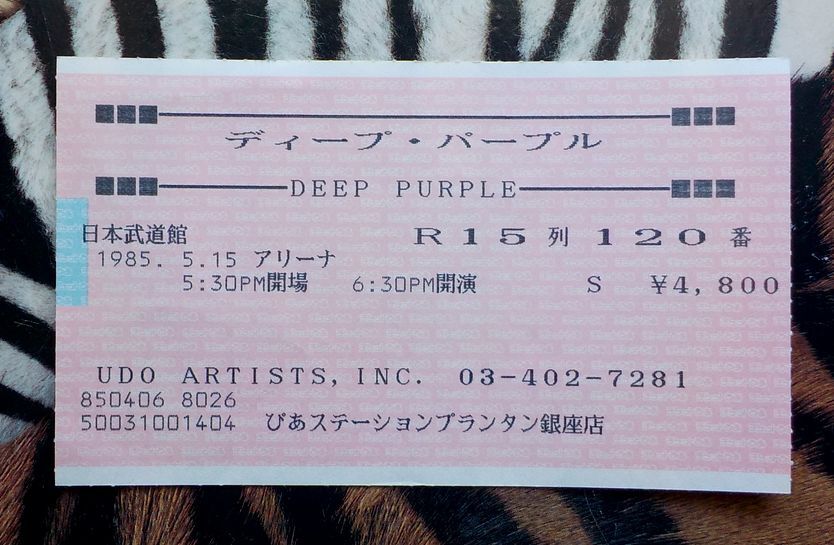 ディープ・パープル
DEEP PURPLE
日本武道館 R15列 120番
1985. 5.15 アリーナ
5:30PM開場 6:30PM開演 S ¥4,800
UDO ARTISTS, INC. 03-402-7281
850406 8026
50031001404 ぴあステーションプランタン銀座店